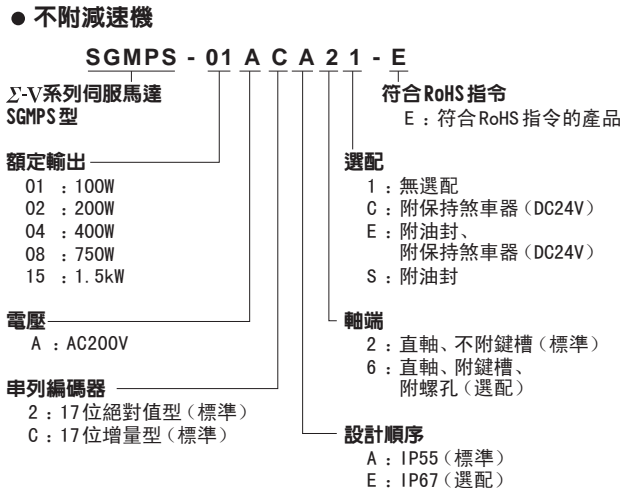 ● 不附減速機
SGMPS - 01 A C A 2 1 - E
Σ-V系列伺服馬達
SGMPS型
額定輸出
01 : 100W
02 : 200W
04 : 400W
08 : 750W
15 : 1.5kW
電壓
A : AC200V
串列編碼器
2 : 17位絕對值型(標準)
C : 17位增量型(標準)
符合RoHS指令
E : 符合RoHS指令的產品
選配
1 : 無選配
C : 附保持煞車器(DC24V)
E : 附油封、
附保持煞車器(DC24V)
S : 附油封
軸端
2 : 直軸、不附鍵槽(標準)
6 : 直軸、附鍵槽、
附螺孔(選配)
設計順序
A : IP55(標準)
E : IP67(選配)